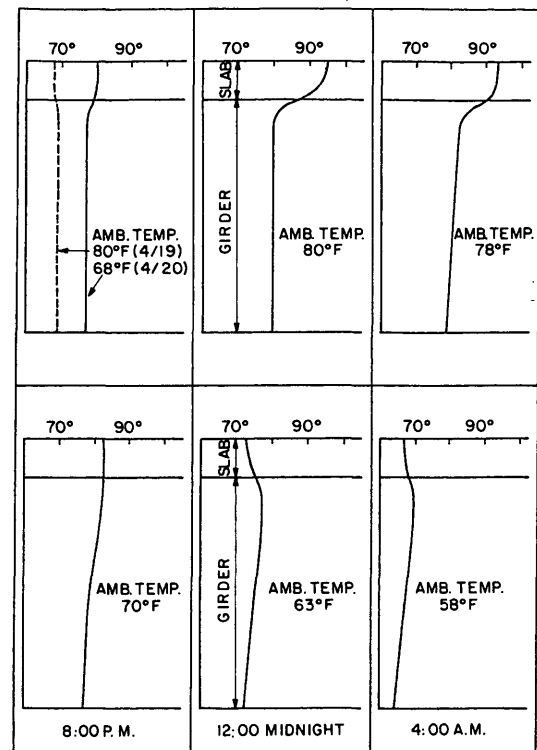 70° 90°
AMB. TEMP.
80°F (4/19)
68°F (4/20)
70° 90°
SLAB
GIRDER
AMB. TEMP.
80°F
70° 90°
AMB. TEMP.
78°F
70° 90°
AMB. TEMP.
70°F
8:00 P.M.
70° 90°
SLAB
GIRDER
AMB. TEMP.
63°F
12:00 MIDNIGHT
70° 90°
AMB. TEMP.
58°F
4:00 A.M.